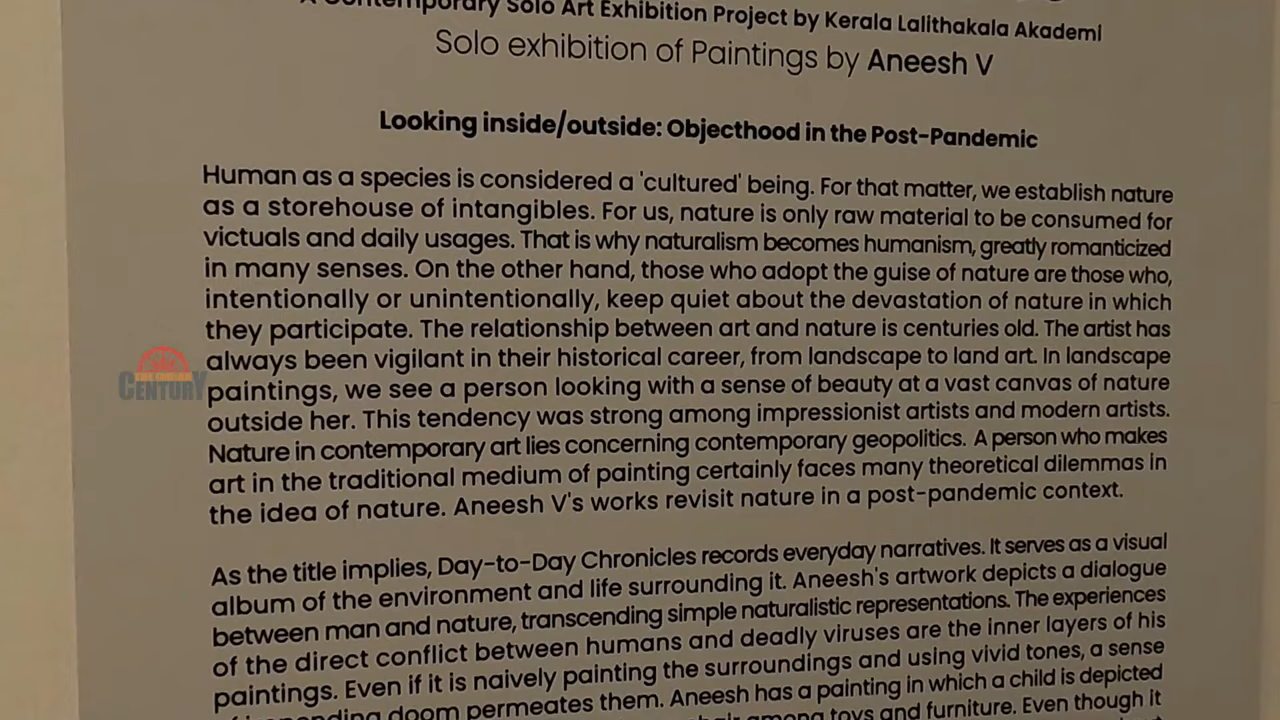 Contemporary Solo Art Exhibition Project by Kerala Lalithakala Akademi
Solo exhibition of Paintings by Aneesh V
Looking inside/outside: Objecthood in the Post-Pandemic
Human as a species is considered a 'cultured' being. For that matter, we establish nature
as a storehouse of intangibles. For us, nature is only raw material to be consumed for
victuals and daily usages. That is why naturalism becomes humanism, greatly romanticized
in many senses. On the other hand, those who adopt the guise of nature are those who,
intentionally or unintentionally, keep quiet about the devastation of nature in which
they participate. The relationship between art and nature is centuries old. The artist has
always been vigilant in their historical career, from landscape to land art. In landscape
paintings, we see a person looking with a sense of beauty at a vast canvas of nature
outside her. This tendency was strong among impressionist artists and modern artists.
Nature in contemporary art lies concerning contemporary geopolitics. A person who makes
art in the traditional medium of painting certainly faces many theoretical dilemmas in
the idea of nature. Aneesh V's works revisit nature in a post-pandemic context.
As the title implies, Day-to-Day Chronicles records everyday narratives. It serves as a visual
album of the environment and life surrounding it. Aneesh's artwork depicts a dialogue
between man and nature, transcending simple naturalistic representations. The experiences
of the direct conflict between humans and deadly viruses are the inner layers of his
paintings. Even if it is naively painting the surroundings and using vivid tones, a sense
doom permeates them. Aneesh has a painting in which a child is depicted
among toys and furniture. Even though it
THE INDIAN
CENTURY